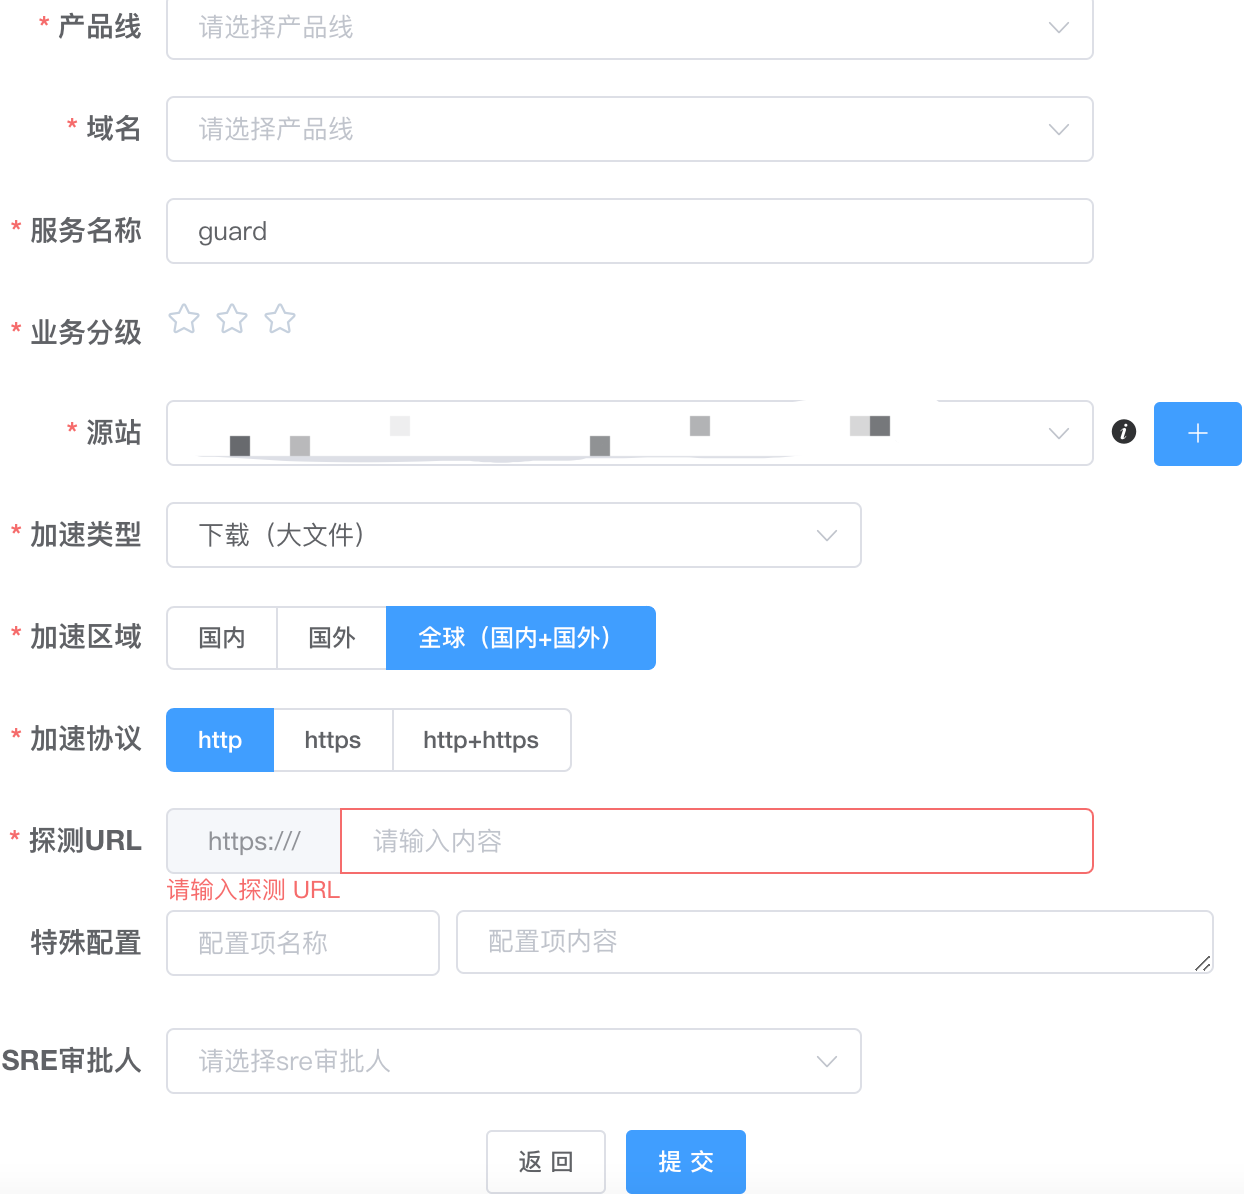 * 产品线 请选择产品线
* 域名 请选择产品线
* 服务名称 guard
* 业务分级
* 源站
* 加速类型 下载（大文件）
* 加速区域 国内 国外 全球（国内+国外）
* 加速协议 http https http+https
* 探测URL https:/// 请输入内容
请输入探测 URL
特殊配置 配置项名称 配置项内容
SRE审批人 请选择sre审批人
返 回 提 交